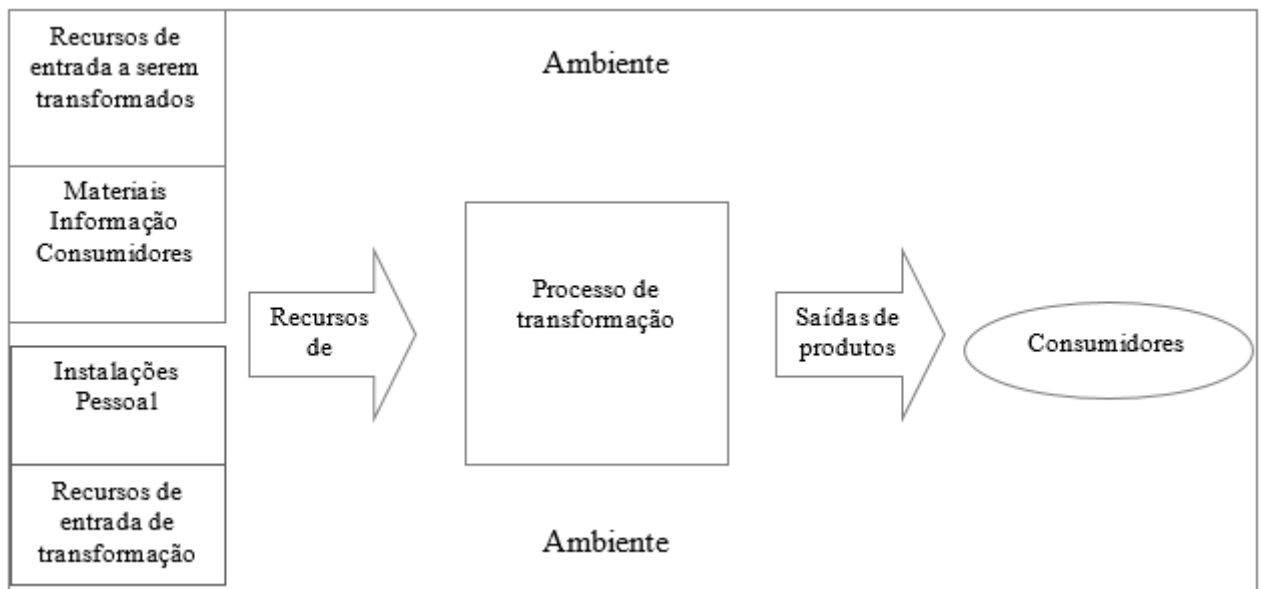 Recursos de
entrada a serem
transformados
Materiais
Informação
Consumidores
Instalações
Pessoal
Recursos de
entrada de
transformação
Recursos
de
Ambiente
Processo de
transformação
Ambiente
Saídas de
produtos
Consumidores